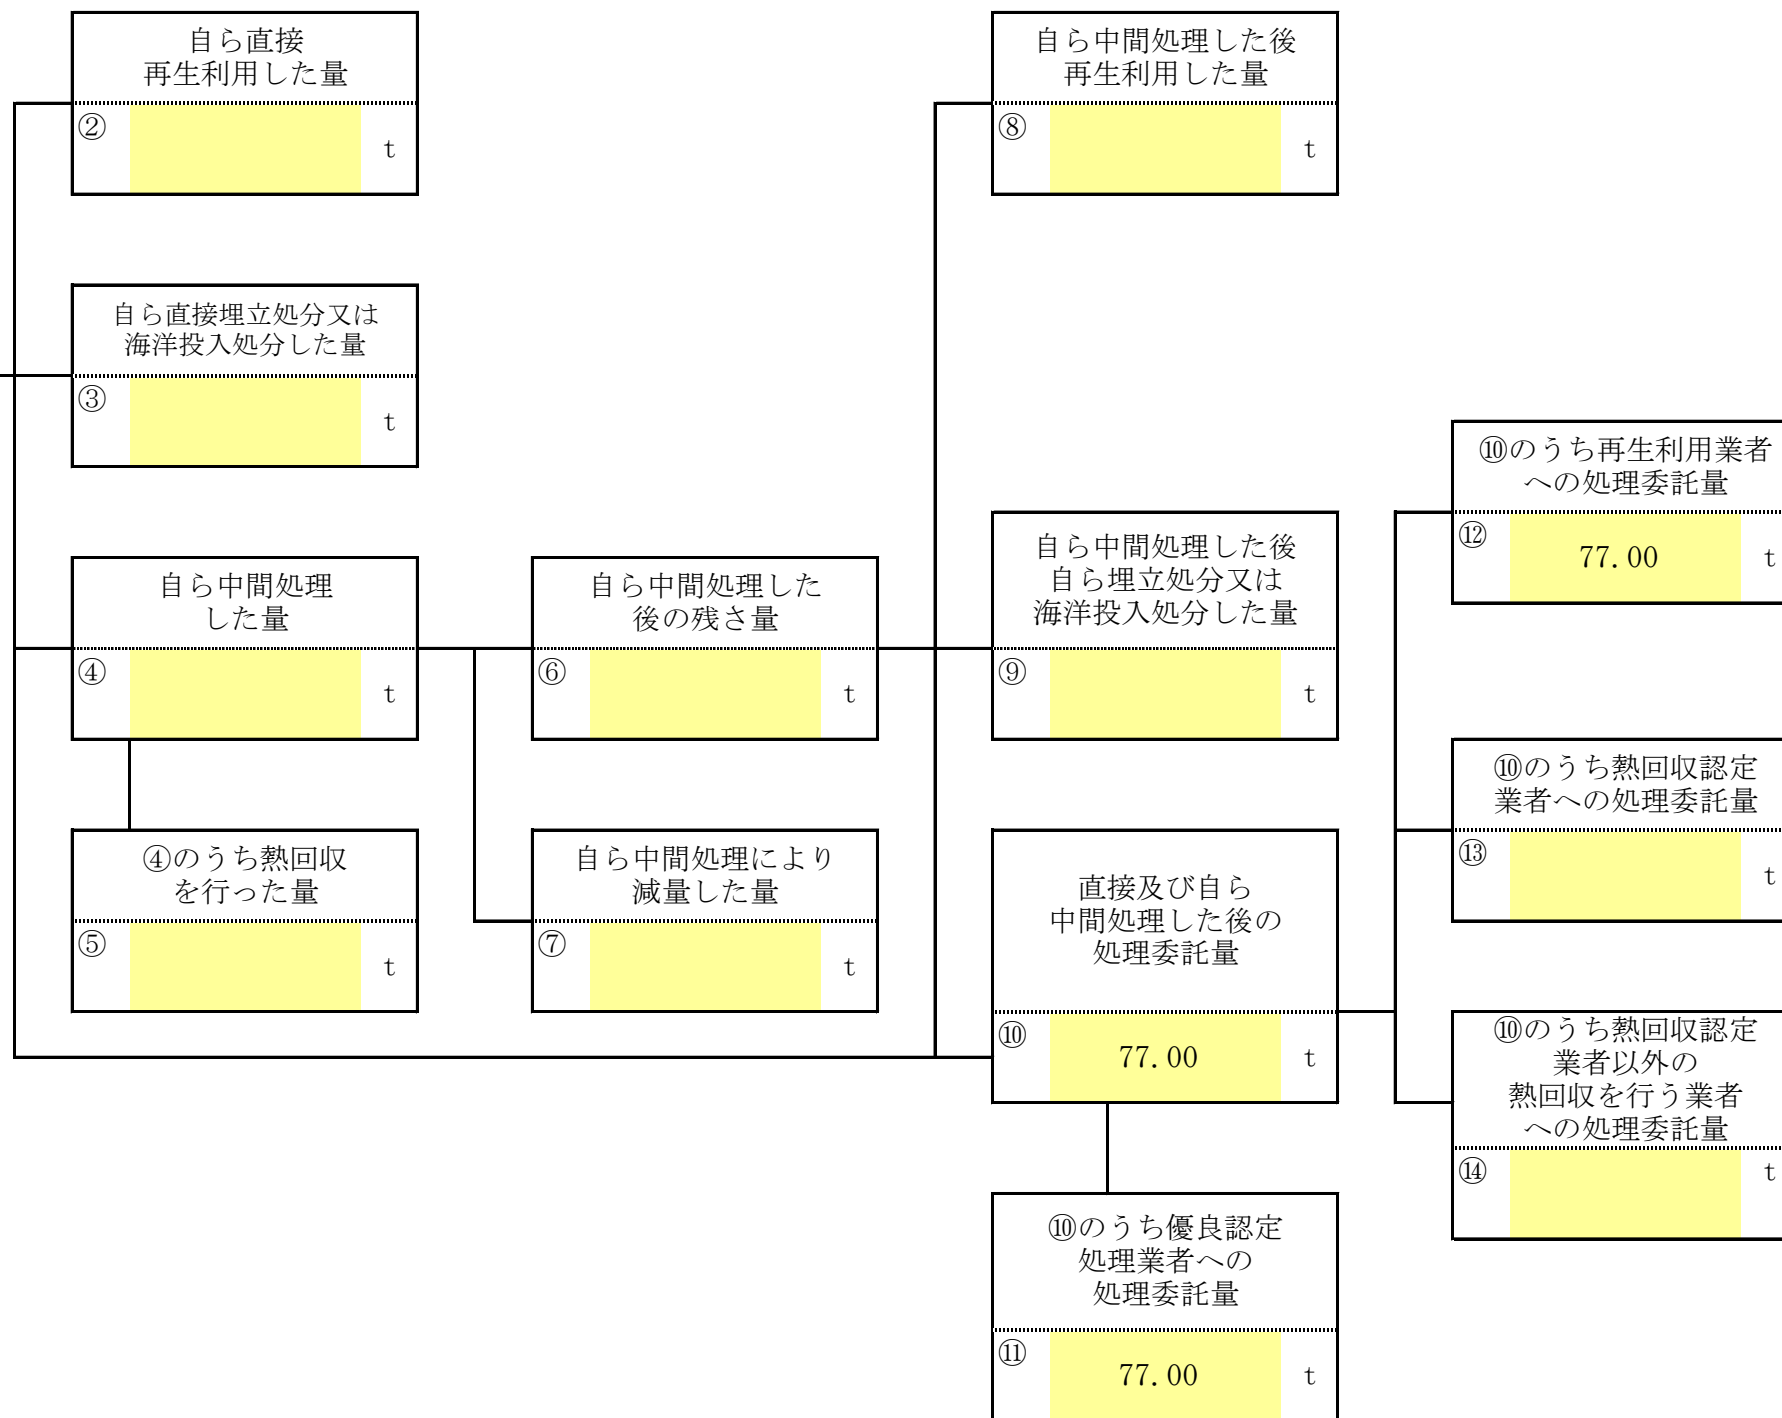 自ら直接
再生利用した量
② t
自ら中間処理した後
再生利用した量
⑧ t
自ら直接埋立処分又は
海洋投入処分した量
③ t
⑩のうち再生利用業者
への処理委託量
⑫ 77.00 t
自ら中間処理
した量
④ t
自ら中間処理した
後の残さ量
⑥ t
自ら中間処理した後
自ら埋立処分又は
海洋投入処分した量
⑨ t
⑩のうち熱回収認定
業者への処理委託量
⑬ t
④のうち熱回収
を行った量
⑤ t
自ら中間処理により
減量した量
⑦ t
直接及び自ら
中間処理した後の
処理委託量
⑩ 77.00 t
⑩のうち熱回収認定
業者以外の
熱回収を行う業者
への処理委託量
⑭ t
⑩のうち優良認定
処理業者への
処理委託量
⑪ 77.00 t